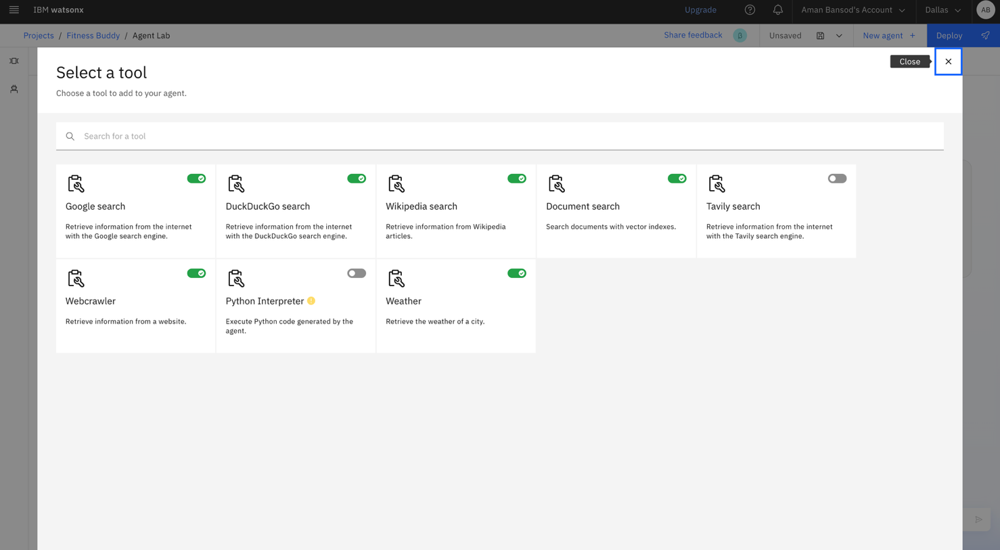 IBM watsonx
Upgrade
Aman Bansod's Account
Dallas
AB
Projects / Fitness Buddy / Agent Lab
Share feedback
β
Unsaved
New agent +
Deploy
Select a tool
Close
Choose a tool to add to your agent.
Search for a tool
Google search
Retrieve information from the internet
with the Google search engine.
DuckDuckGo search
Retrieve information from the internet
with the DuckDuckGo search engine.
Wikipedia search
Retrieve information from Wikipedia
articles.
Document search
Search documents with vector indexes.
Tavily search
Retrieve information from the internet
with the Tavily search engine.
Webcrawler
Retrieve information from a website.
Python Interpreter
Execute Python code generated by the
agent.
Weather
Retrieve the weather of a city.